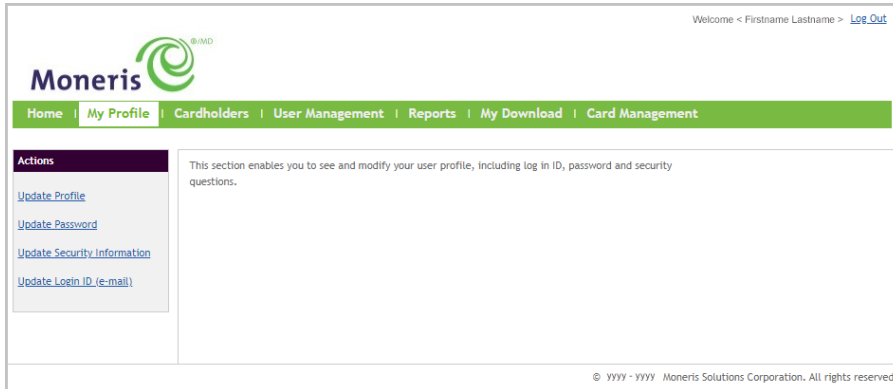 Welcome < Firstname Lastname > Log Out
®/MD
Moneris
Home | My Profile | Cardholders | User Management | Reports | My Download | Card Management
Actions
Update Profile
Update Password
Update Security Information
Update Login ID (e-mail)
This section enables you to see and modify your user profile, including log in ID, password and security
questions.
© yyyy - yyyy Moneris Solutions Corporation. All rights reserved